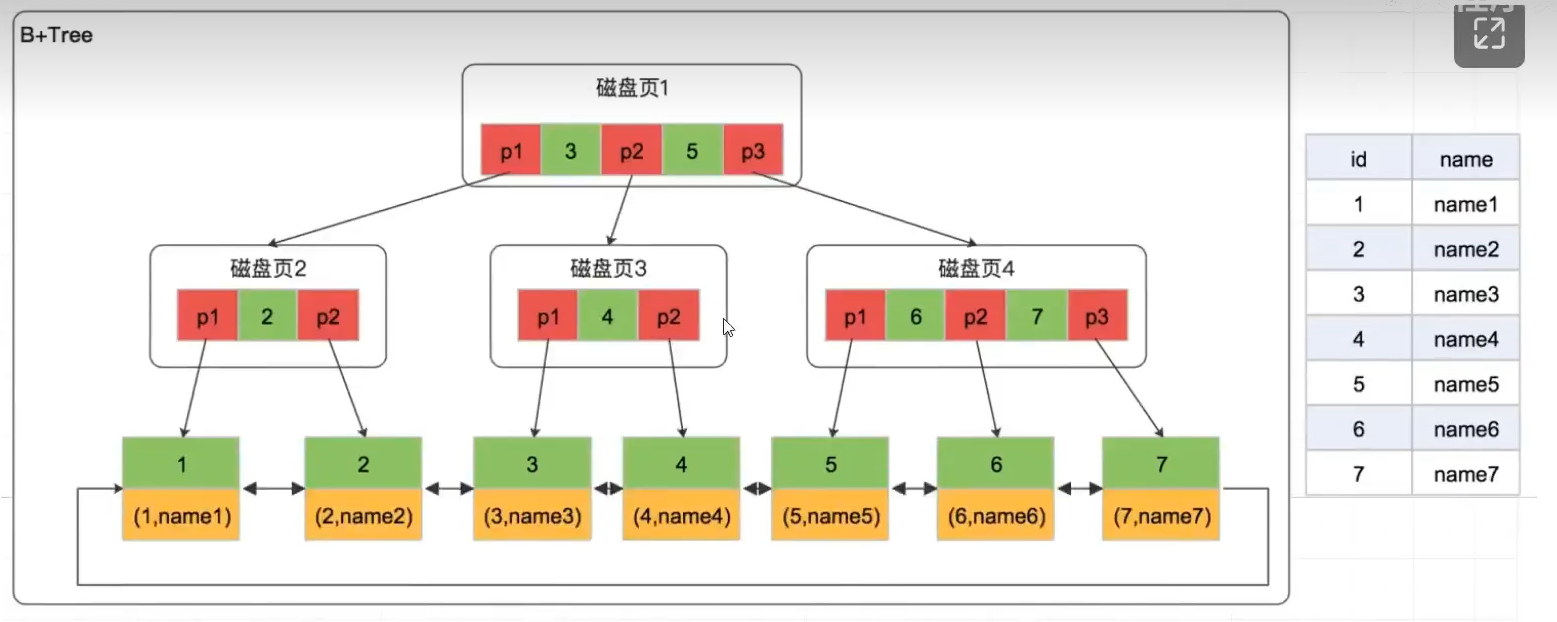 B+Tree
磁盘页1
p1 3 p2 5 p3
磁盘页2
p1 2 p2
磁盘页3
p1 4 p2
磁盘页4
p1 6 p2 7 p3
1 2 3 4 5 6 7
(1,name1) (2,name2) (3,name3) (4,name4) (5,name5) (6,name6) (7,name7)
id name
1 name1
2 name2
3 name3
4 name4
5 name5
6 name6
7 name7